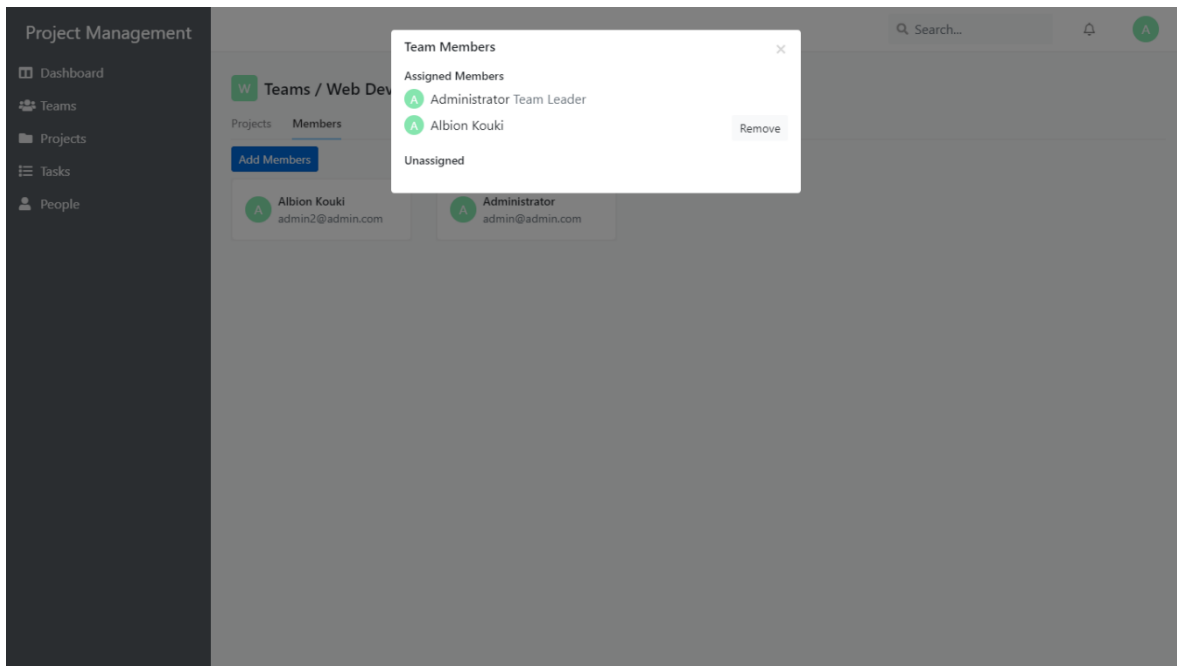 Project Management
Search...
A
Dashboard
Teams
Projects
Tasks
People
W Teams / Web Dev
Projects Members
Add Members
A Albion Kouki
admin2@admin.com
A Administrator
admin@admin.com
Team Members ×
Assigned Members
A Administrator Team Leader
A Albion Kouki Remove
Unassigned